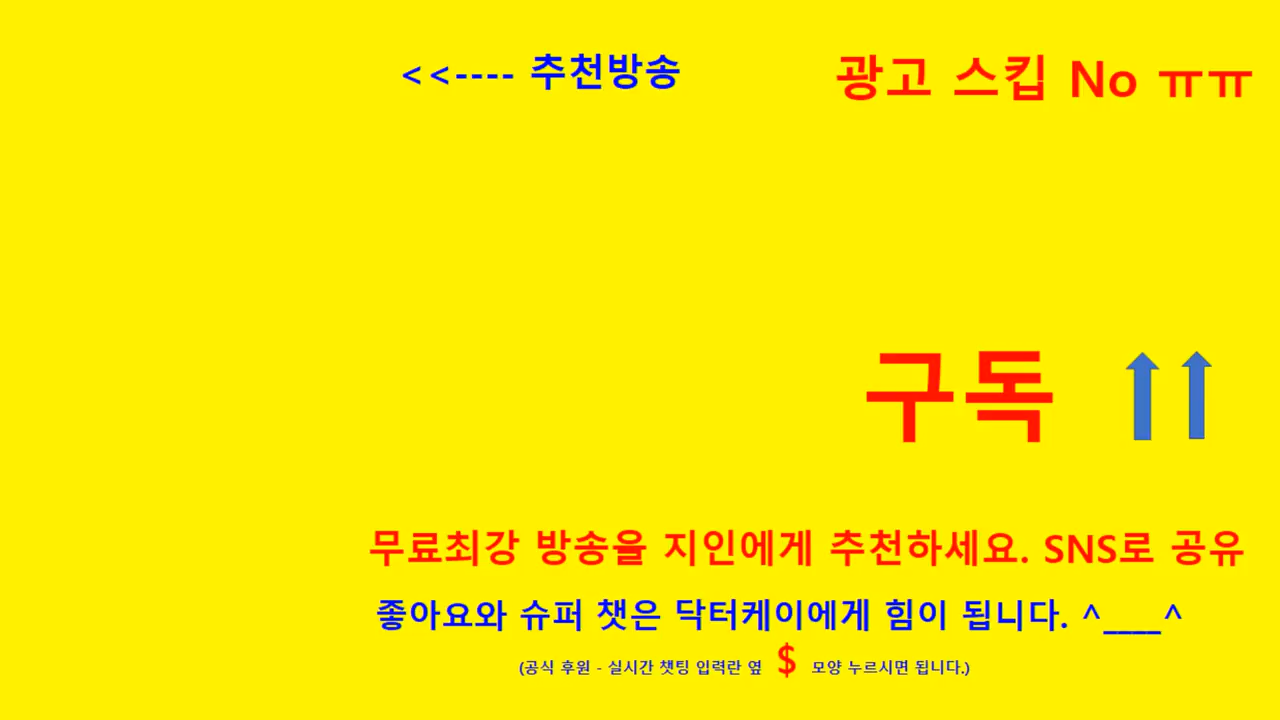 <<---- 추천방송
광고 스킵 No ㅠㅠ
구독
무료최강 방송을 지인에게 추천하세요. SNS로 공유
좋아요와 슈퍼 챗은 닥터케이에게 힘이 됩니다. ^____^
(공식 후원 - 실시간 챗팅 입력란 옆 $ 모양 누르시면 됩니다.)